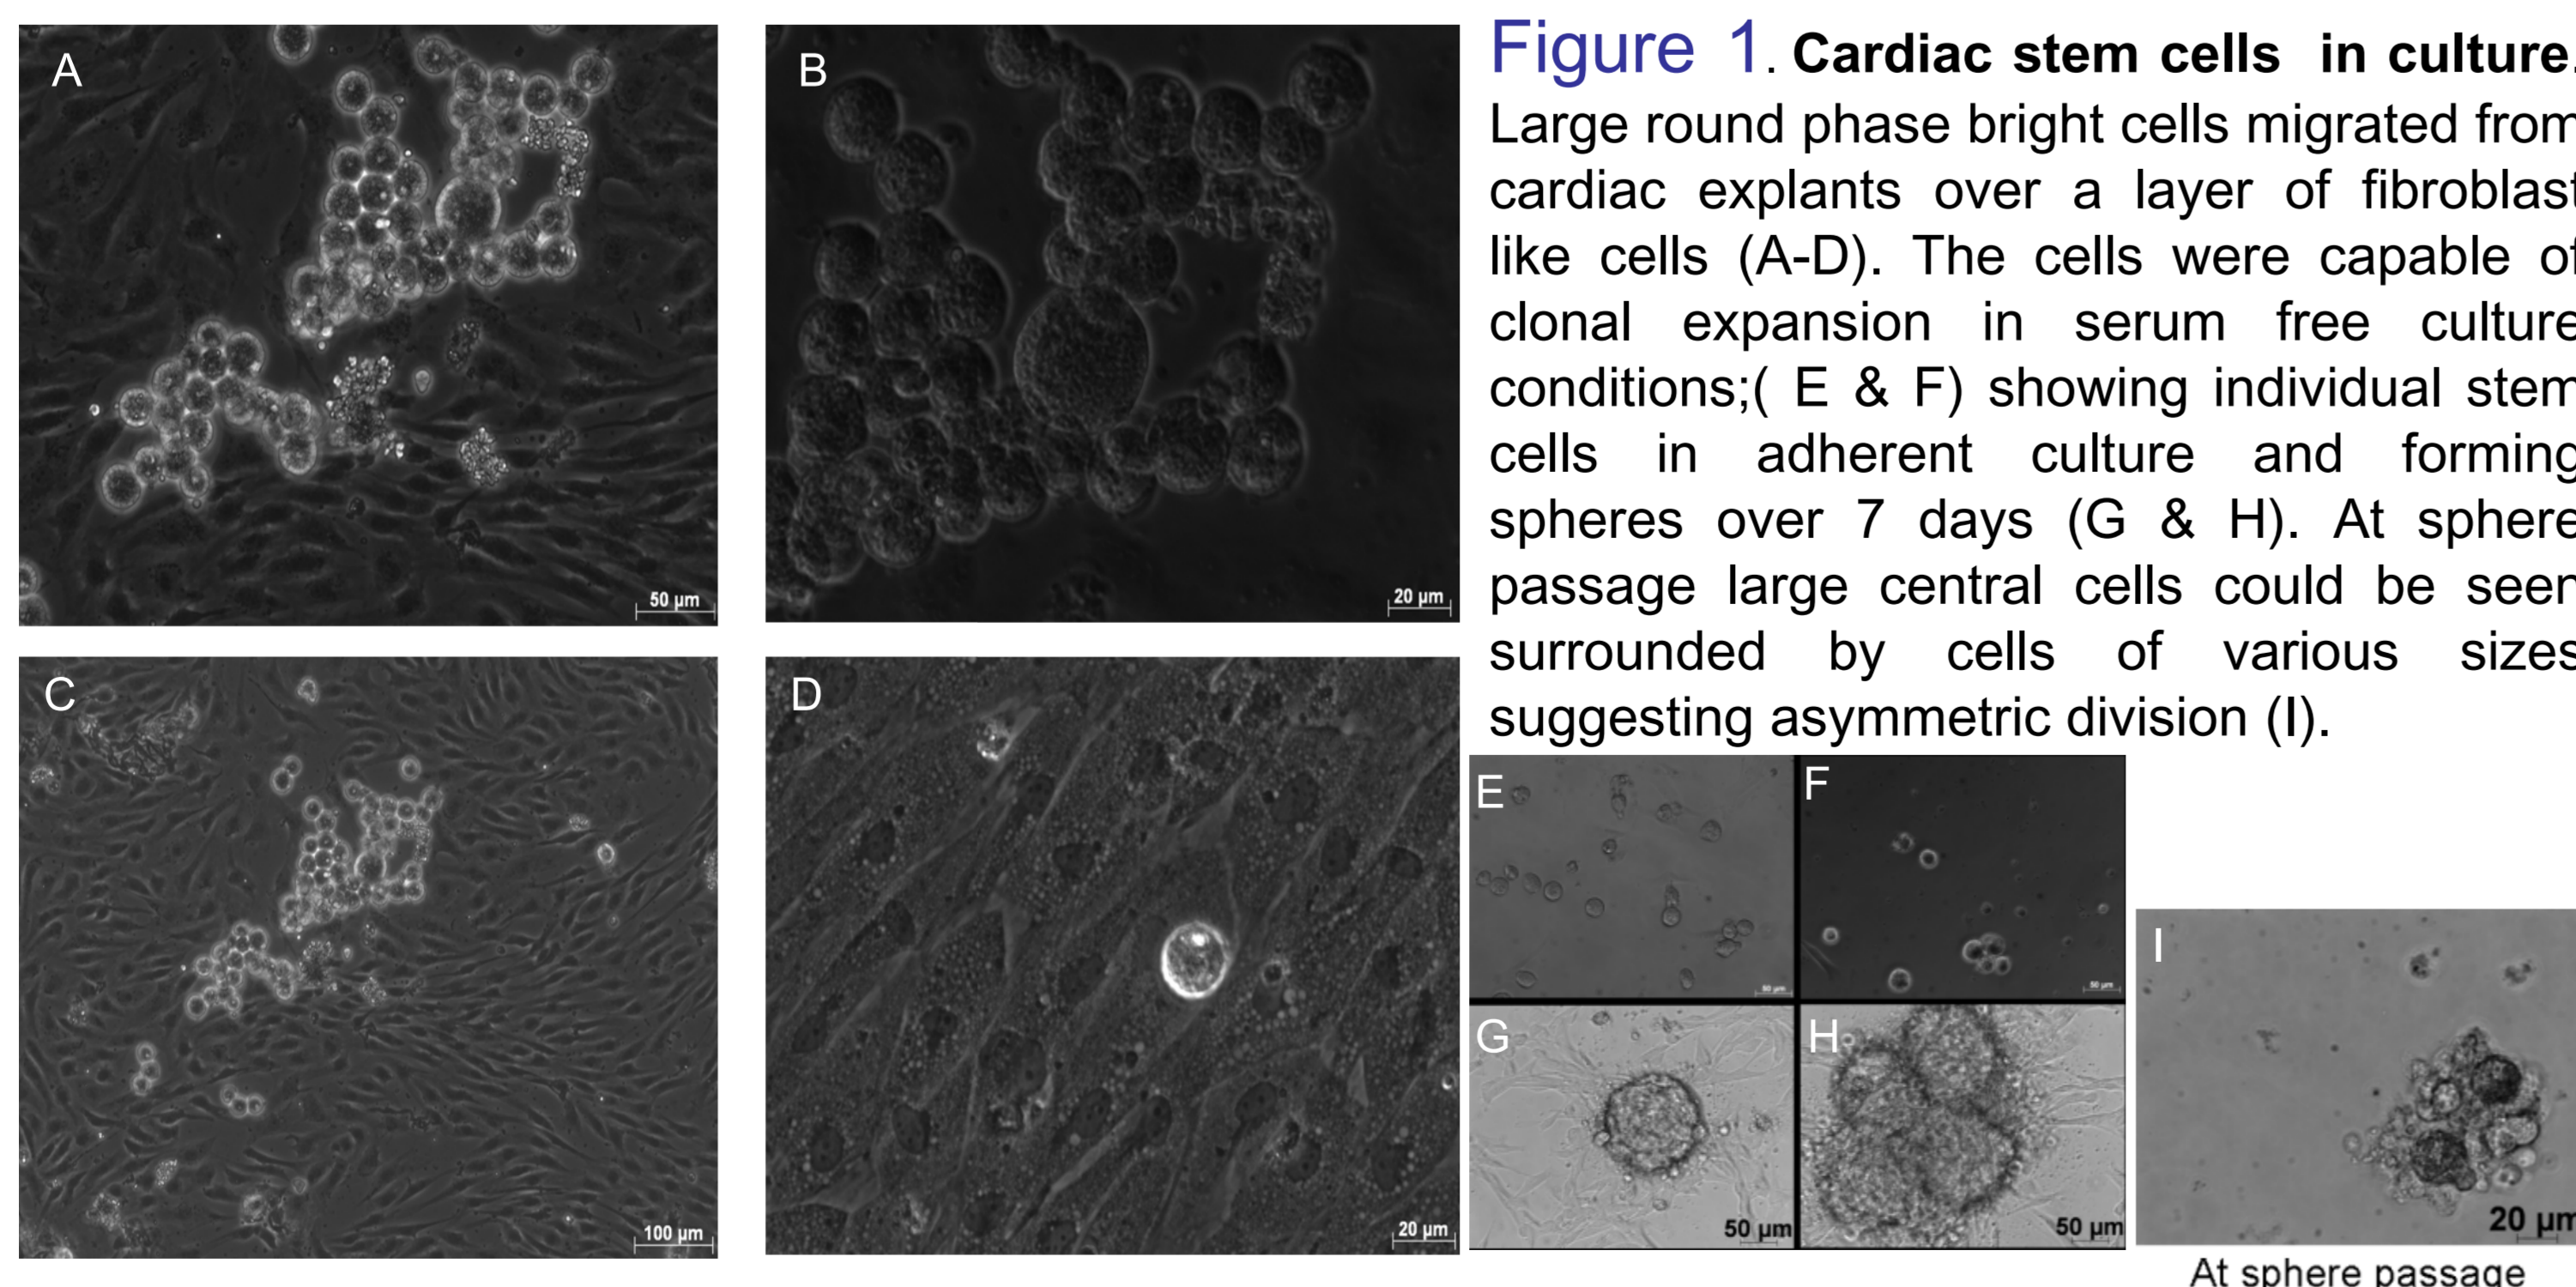 Figure 1. Cardiac stem cells in culture.
Large round phase bright cells migrated from
cardiac explants over a layer of fibroblast
like cells (A-D). The cells were capable of
clonal expansion in serum free culture
conditions;( E & F) showing individual stem
cells in adherent culture and forming
spheres over 7 days (G & H). At sphere
passage large central cells could be seen
surrounded by cells of various sizes
suggesting asymmetric division (I).
A
50 µm
B
20 µm
C
100 µm
D
20 µm
E
50 µm
F
50 µm
G
50 µm
H
50 µm
I
20 µm
At sphere passage